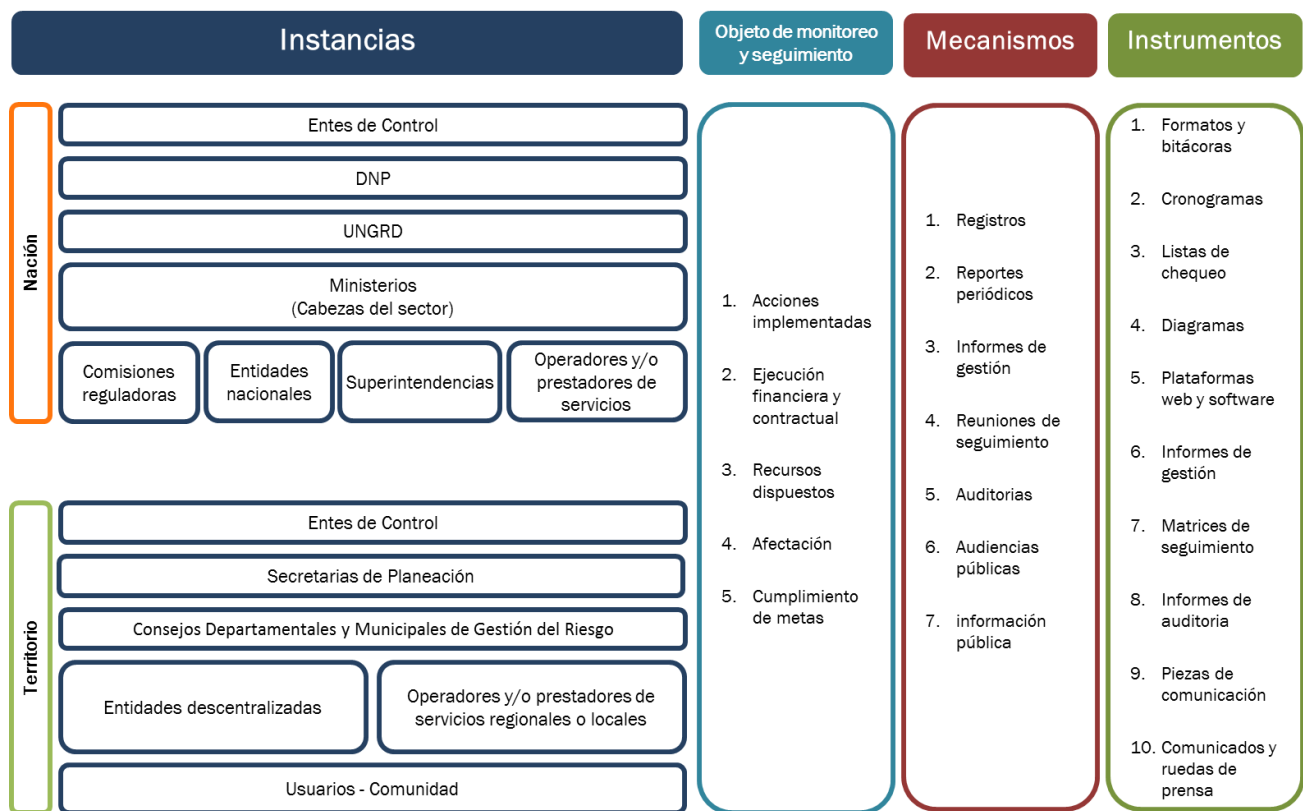 Instancias
Objeto de monitoreo
y seguimiento
Mecanismos
Instrumentos
Nación
Entes de Control
DNP
UNGRD
Ministerios
(Cabezas del sector)
Comisiones
reguladoras
Entidades
nacionales
Superintendencias
Operadores y/o
prestadores de
servicios
Territorio
Entes de Control
Secretarias de Planeación
Consejos Departamentales y Municipales de Gestión del Riesgo
Entidades descentralizadas
Operadores y/o prestadores de
servicios regionales o locales
Usuarios - Comunidad
1. Acciones
implementadas
2. Ejecución
financiera y
contractual
3. Recursos
dispuestos
4. Afectación
5. Cumplimiento
de metas
1. Registros
2. Reportes
periódicos
3. Informes de
gestión
4. Reuniones de
seguimiento
5. Auditorias
6. Audiencias
públicas
7. información
pública
1. Formatos y
bitácoras
2. Cronogramas
3. Listas de
chequeo
4. Diagramas
5. Plataformas
web y software
6. Informes de
gestión
7. Matrices de
seguimiento
8. Informes de
auditoria
9. Piezas de
comunicación
10. Comunicados y
ruedas de
prensa